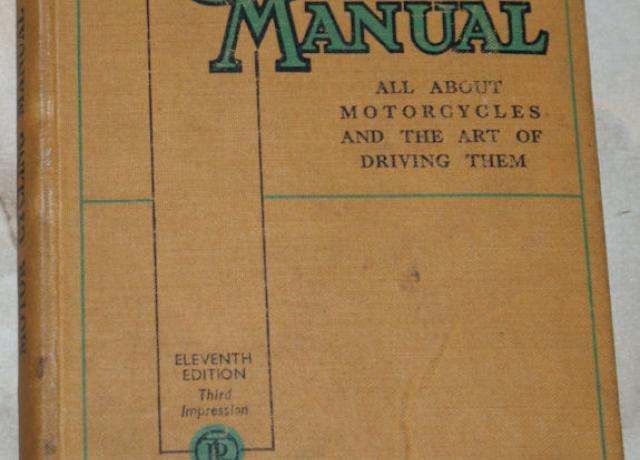 MANUAL
ALL ABOUT
MOTORCYCLES
AND THE ART OF
DRIVING THEM
MOTOR CYCLING MANUAL
ELEVENTH
EDITION
Third
Impression